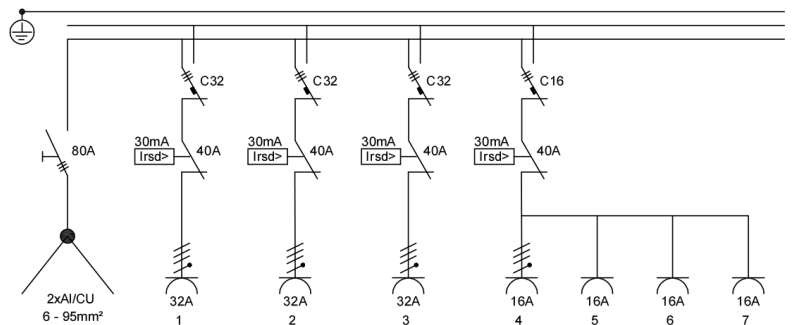 C32 C32 C32 C16
30mA 30mA 30mA 30mA
80A Irsd> 40A Irsd> 40A Irsd> 40A Irsd> 40A
2xAl/CU 32A 32A 32A 16A 16A 16A 16A
6 - 95mm² 1 2 3 4 5 6 7